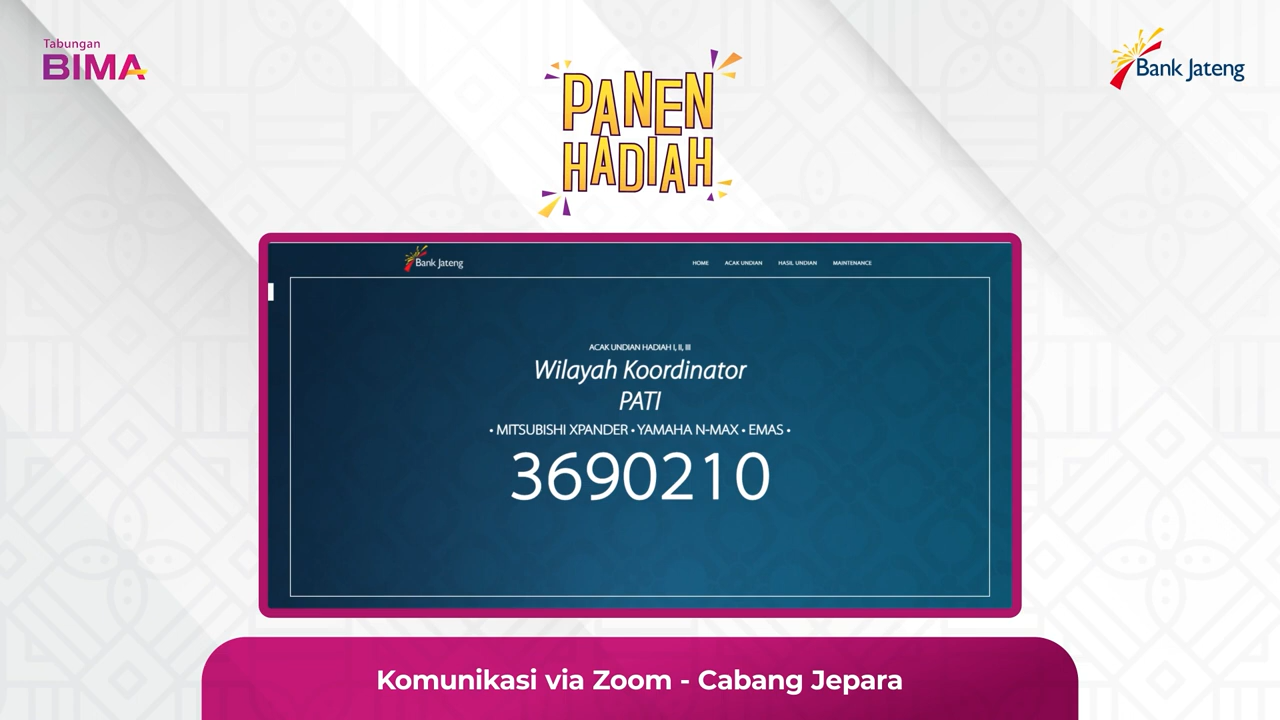 Tabungan
BIMA
Bank Jateng
PANEN
HADIAH
Bank Jateng
HOME ACAK UNDIAN HASIL UNDIAN MAINTENANCE
ACAK UNDIAN HADIAH I, II, III
Wilayah Koordinator
PATI
• MITSUBISHI XPANDER • YAMAHA N-MAX • EMAS •
3690210
Komunikasi via Zoom - Cabang Jepara